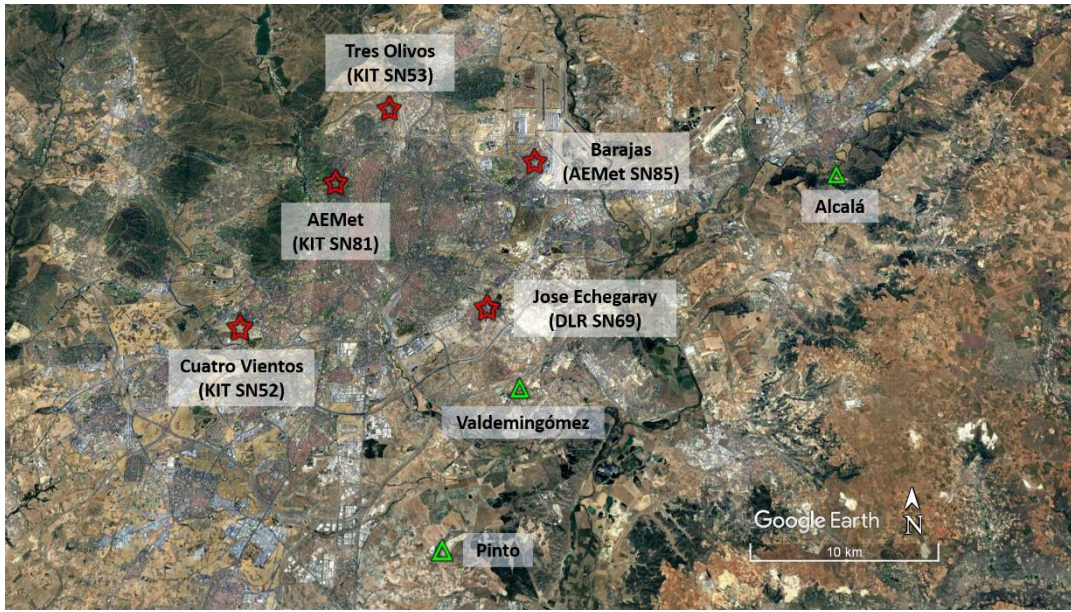 Tres Olivos
(KIT SN53)
Barajas
(AEMet SN85)
Alcalá
AEMet
(KIT SN81)
Jose Echegaray
(DLR SN69)
Cuatro Vientos
(KIT SN52)
Valdemingómez
Google Earth
N
10 km
Pinto